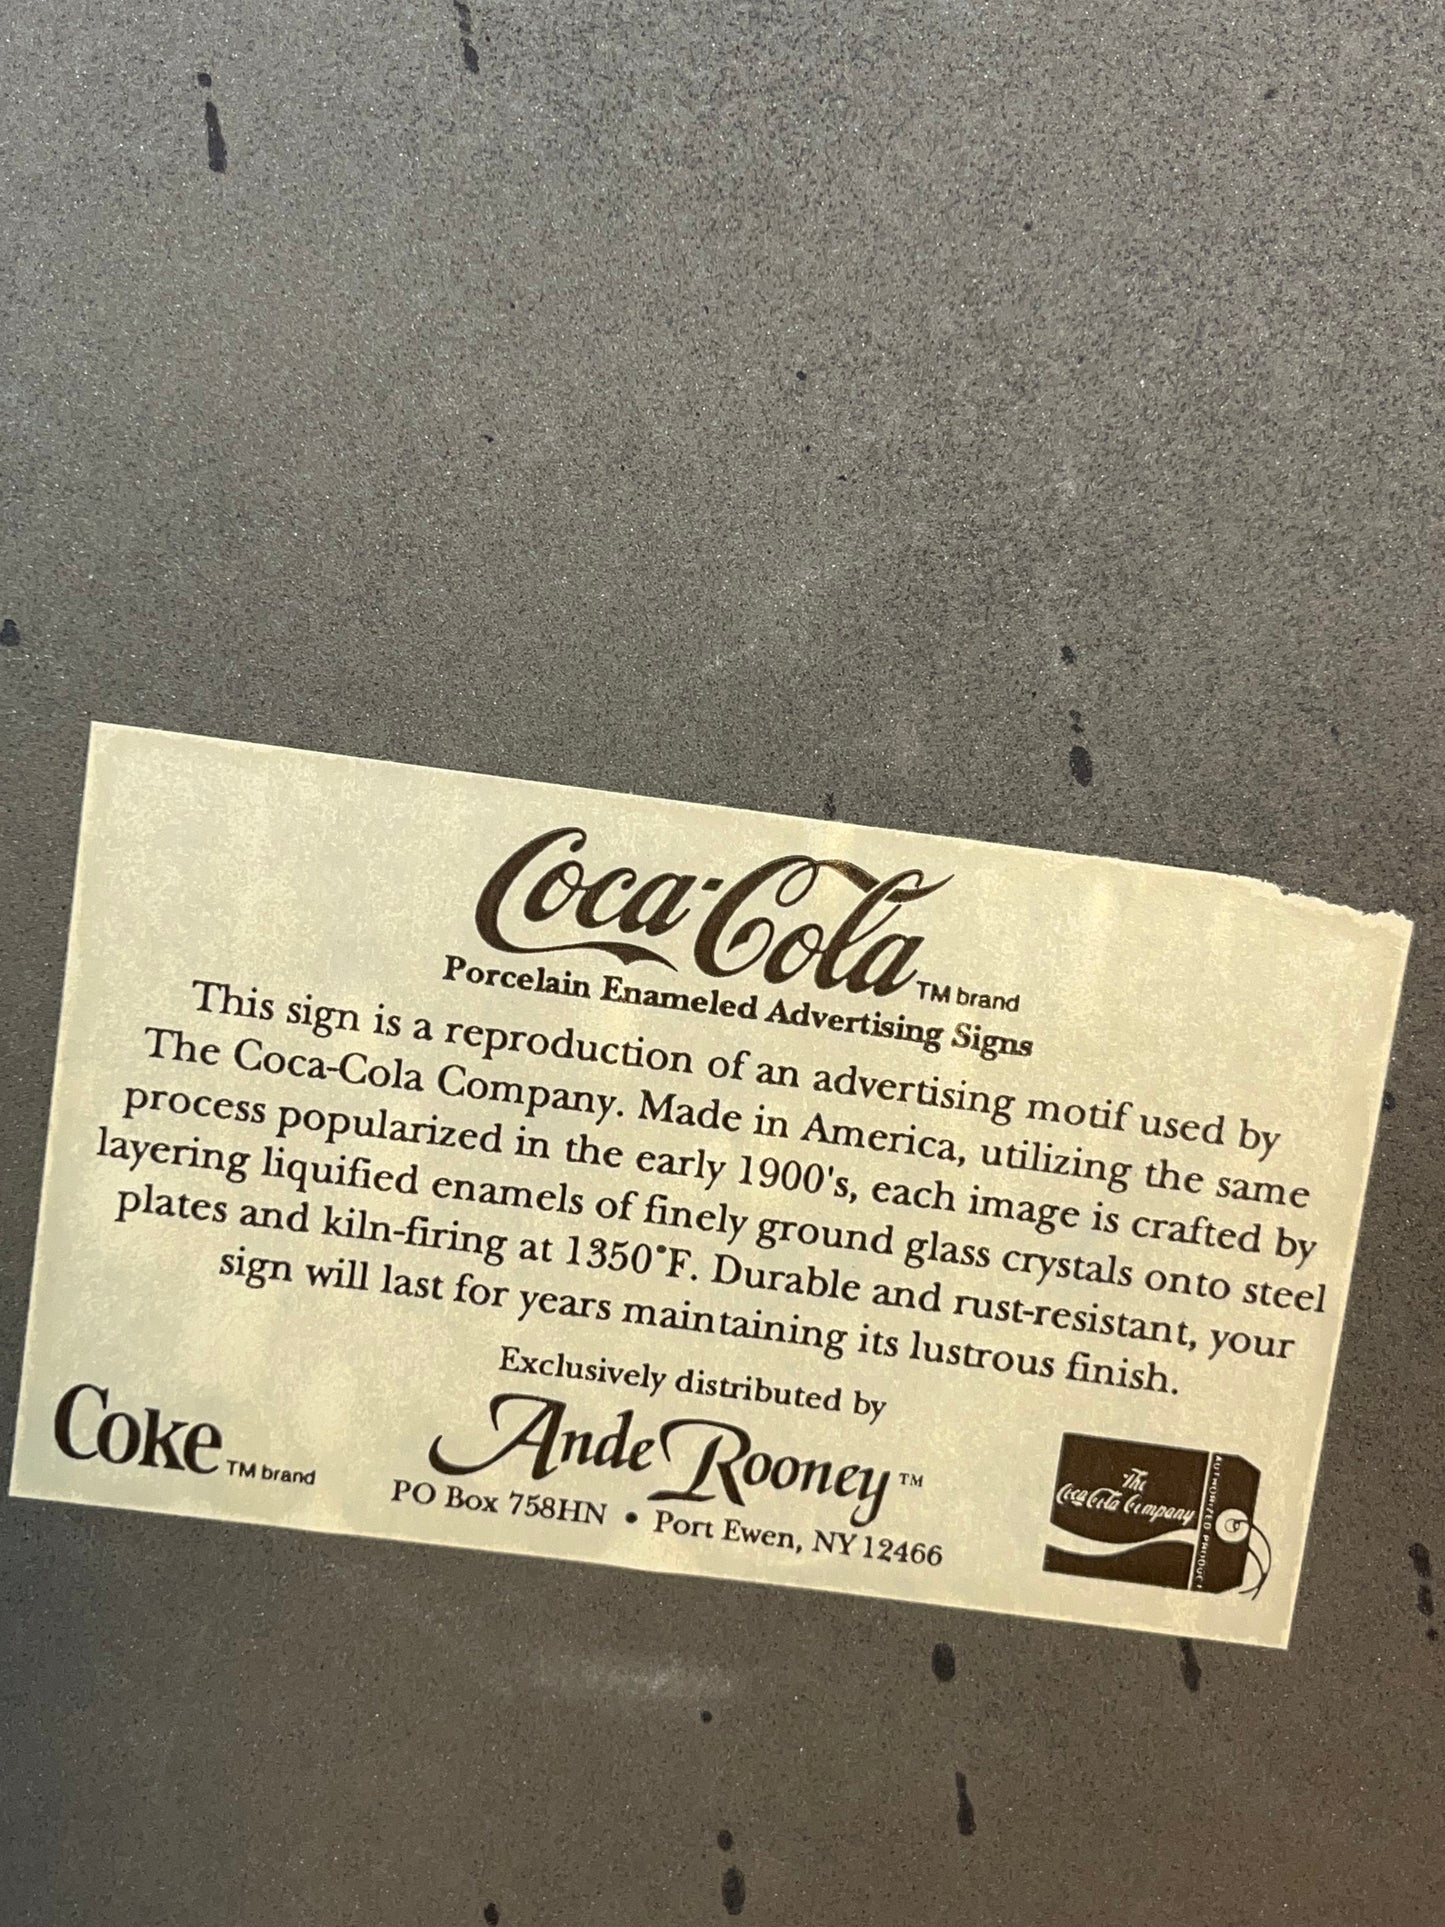 Coca-Cola TM brand
Porcelain Enameled Advertising Signs
This sign is a reproduction of an advertising motif used by
The Coca-Cola Company. Made in America, utilizing the same
process popularized in the early 1900's, each image is crafted by
layering liquified enamels of finely ground glass crystals onto steel
plates and kiln-firing at 1350°F. Durable and rust-resistant, your
sign will last for years maintaining its lustrous finish.
Exclusively distributed by
Ande Rooney™
PO Box 758HN • Port Ewen, NY 12466
Coke TM brand
The
Coca-Cola Company
AUTHORIZED PRODUCT